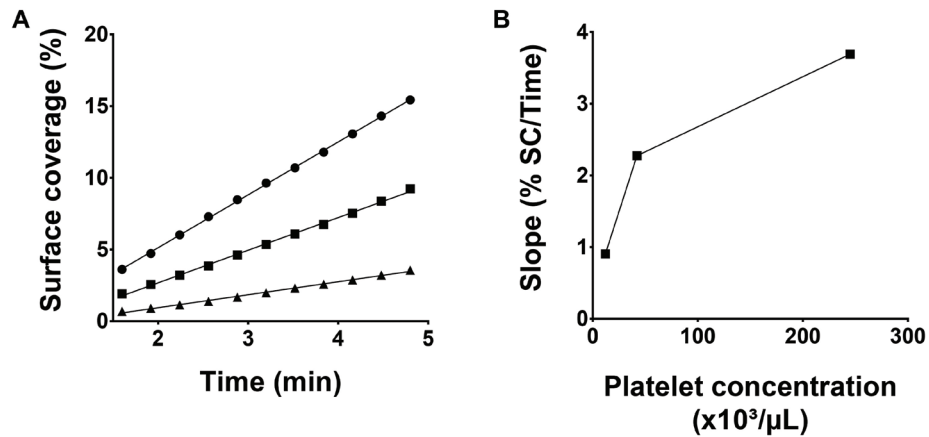 A
Surface coverage (%)
20
15
10
5
0
2
3
4
5
Time (min)
B
Slope (% SC/Time)
4
3
2
1
0
0
100
200
300
Platelet concentration
(x10³/µL)